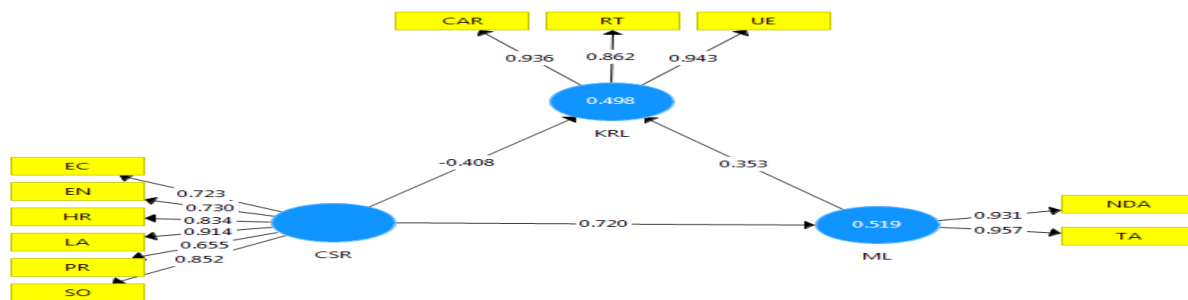 CAR RT UE
0.936 0.862 0.943
0.498
KRL
-0.408 0.353
EC
EN
HR
LA
PR
SO
0.723
0.730
0.834
0.914
0.655
0.852
CSR
0.720
0.519
ML
0.931
0.957
NDA
TA